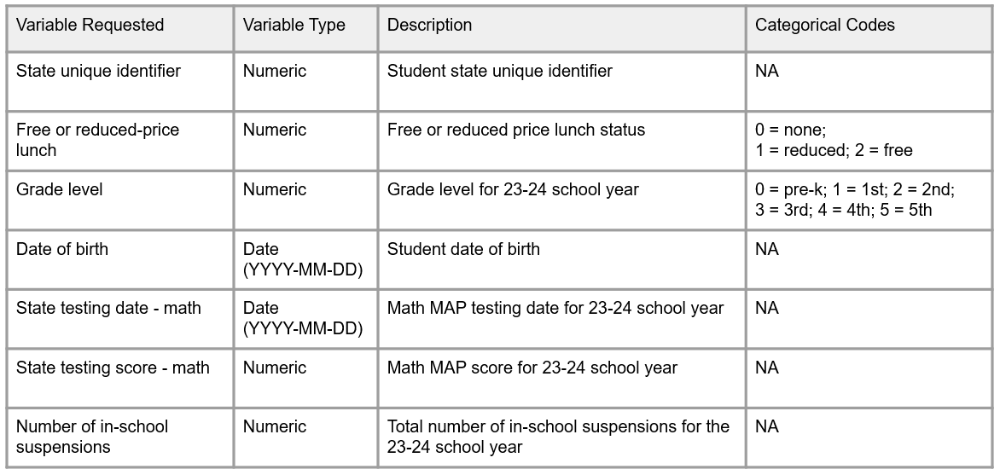 Variable Requested
Variable Type
Description
Categorical Codes
State unique identifier
Numeric
Student state unique identifier
NA
Free or reduced-price
lunch
Numeric
Free or reduced price lunch status
0 = none;
1 = reduced; 2 = free
Grade level
Numeric
Grade level for 23-24 school year
0 = pre-k; 1 = 1st; 2 = 2nd;
3 = 3rd; 4 = 4th; 5 = 5th
Date of birth
Date
(YYYY-MM-DD)
Student date of birth
NA
State testing date - math
Date
(YYYY-MM-DD)
Math MAP testing date for 23-24 school year
NA
State testing score - math
Numeric
Math MAP score for 23-24 school year
NA
Number of in-school
suspensions
Numeric
Total number of in-school suspensions for the
23-24 school year
NA